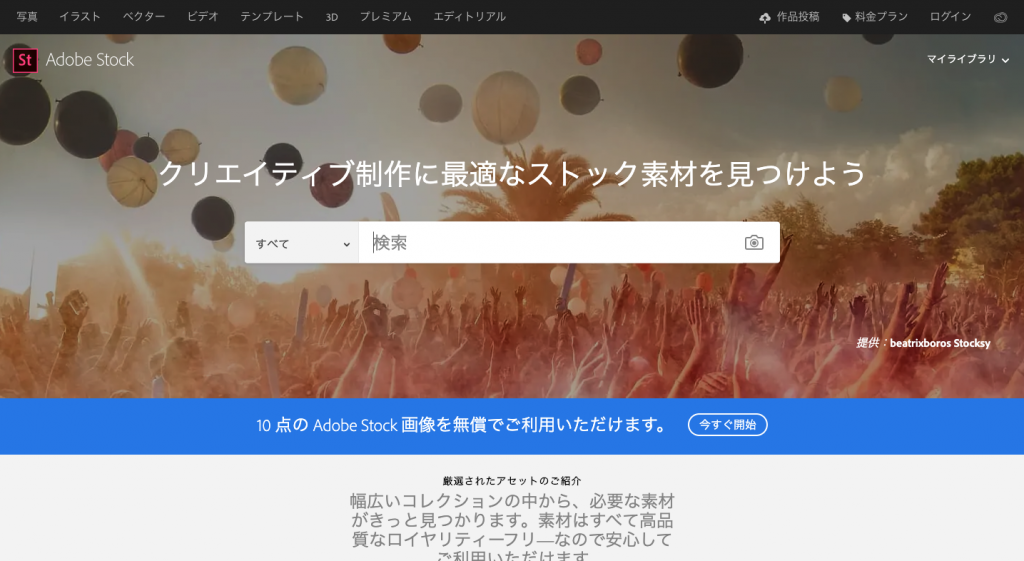 写真 イラスト ベクター ビデオ テンプレート 3D プレミアム エディトリアル 作品投稿 料金プラン ログイン
St Adobe Stock マイライブラリ
クリエイティブ制作に最適なストック素材を見つけよう
すべて 検索
提供：beatrixboros Stocksy
10 点の Adobe Stock 画像を無償でご利用いただけます。 今すぐ開始
厳選されたアセットのご紹介
幅広いコレクションの中から、必要な素材
がきっと見つかります。素材はすべて高品
質なロイヤリティーフリ—なので安心して
ご利用いただけます